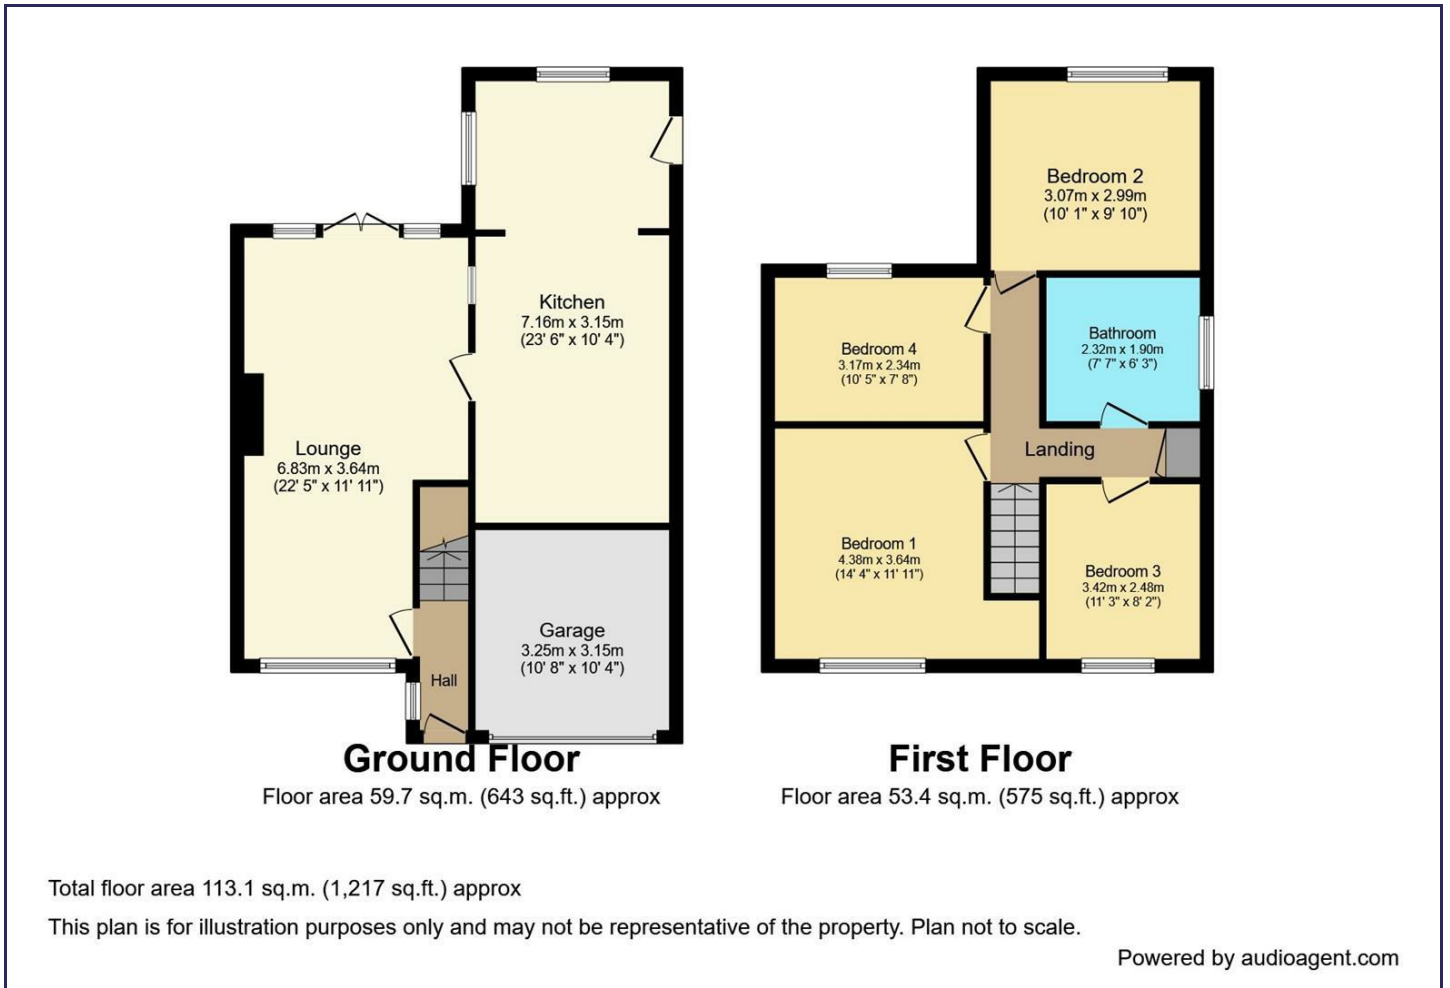 Kitchen
7.16m x 3.15m
(23' 6" x 10' 4")
Lounge
6.83m x 3.64m
(22' 5" x 11' 11")
Garage
3.25m x 3.15m
(10' 8" x 10' 4")
Hall
Ground Floor
Floor area 59.7 sq.m. (643 sq.ft.) approx
Bedroom 2
3.07m x 2.99m
(10' 1" x 9' 10")
Bedroom 4
3.17m x 2.34m
(10' 5" x 7' 8")
Bathroom
2.32m x 1.90m
(7' 7" x 6' 3")
Landing
Bedroom 1
4.38m x 3.64m
(14' 4" x 11' 11")
Bedroom 3
3.42m x 2.48m
(11' 3" x 8' 2")
First Floor
Floor area 53.4 sq.m. (575 sq.ft.) approx
Total floor area 113.1 sq.m. (1,217 sq.ft.) approx
This plan is for illustration purposes only and may not be representative of the property. Plan not to scale.
Powered by audioagent.com